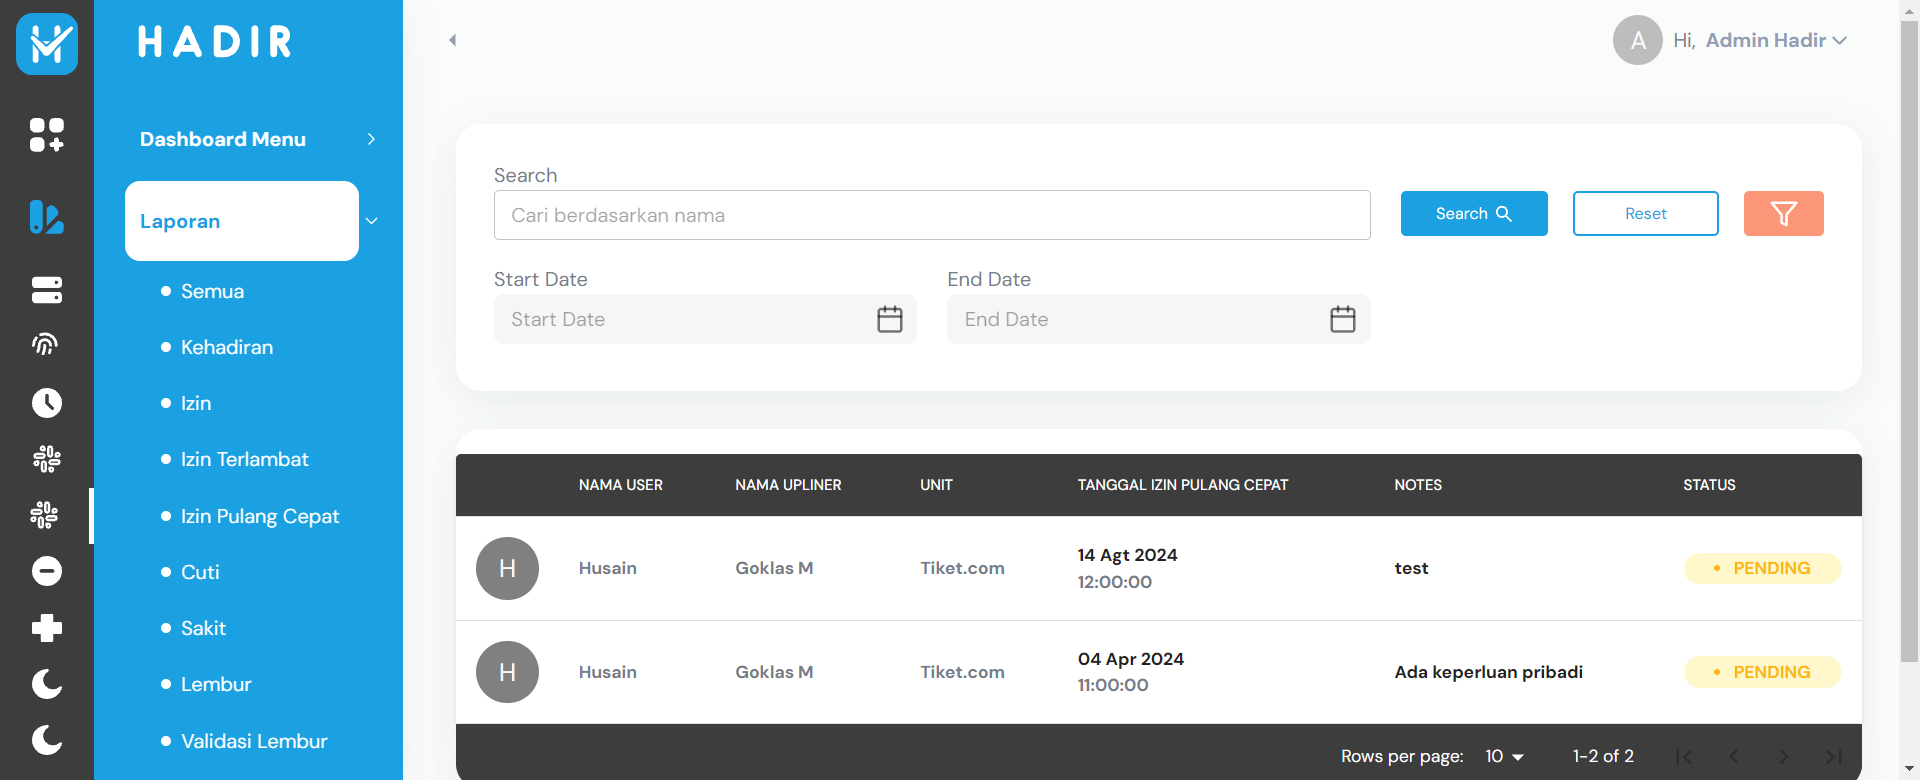 HADIR
Dashboard Menu
Laporan
Semua
Kehadiran
Izin
Izin Terlambat
Izin Pulang Cepat
Cuti
Sakit
Lembur
Validasi Lembur
A Hi, Admin Hadir
Search
Cari berdasarkan nama
Search
Reset
Start Date
End Date
Start Date
End Date
NAMA USER NAMA UPLINER UNIT TANGGAL IZIN PULANG CEPAT NOTES STATUS
H Husain Goklas M Tiket.com 14 Agt 2024 test • PENDING
12:00:00
H Husain Goklas M Tiket.com 04 Apr 2024 Ada keperluan pribadi • PENDING
11:00:00
Rows per page: 10 1-2 of 2